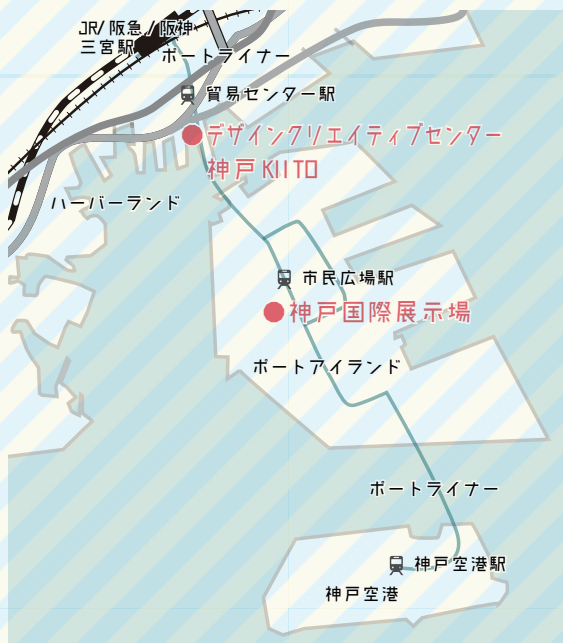 JR/阪急/阪神
三宮駅
ポートライナー
貿易センター駅
デザインクリエイティブセンター
神戸KIITO
ハーバーランド
市民広場駅
神戸国際展示場
ポートアイランド
ポートライナー
神戸空港駅
神戸空港